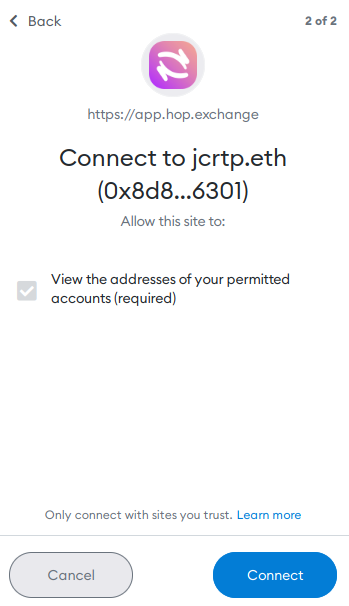 Back
2 of 2
https://app.hop.exchange
Connect to jcrtp.eth
(0x8d8...6301)
Allow this site to:
View the addresses of your permitted
accounts (required)
Only connect with sites you trust. Learn more
Cancel
Connect